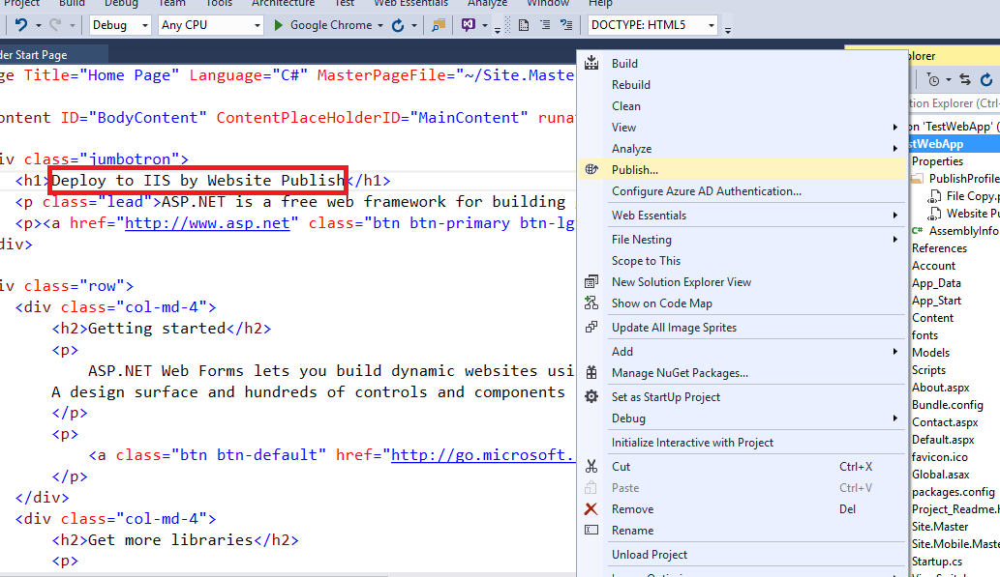 Project Build Debug Team Tools Architecture Test Web Essentials Analyze Window Help
Debug Any CPU Google Chrome DOCTYPE: HTML5
der Start Page
ge Title="Home Page" Language="C#" MasterPageFile="~/Site.Master
ontent ID="BodyContent" ContentPlaceHolderID="MainContent" runa
iv class="jumbotron">
<h1>Deploy to IIS by Website Publish</h1>
<p class="lead">ASP.NET is a free web framework for building
<p><a href="http://www.asp.net" class="btn btn-primary btn-lg
div>
iv class="row">
<div class="col-md-4">
<h2>Getting started</h2>
<p>
ASP.NET Web Forms lets you build dynamic websites usi
A design surface and hundreds of controls and components
</p>
<p>
<a class="btn btn-default" href="http://go.microsoft.
</p>
</div>
<div class="col-md-4">
<h2>Get more libraries</h2>
<p>
Build
Rebuild
Clean
View
Analyze
Publish...
Configure Azure AD Authentication...
Web Essentials
File Nesting
Scope to This
New Solution Explorer View
Show on Code Map
Update All Image Sprites
Add
Manage NuGet Packages...
Set as StartUp Project
Debug
Initialize Interactive with Project
Cut Ctrl+X
Paste Ctrl+V
Remove Del
Rename
Unload Project
plorer
tion Explorer (Ctrl-
on 'TestWebApp' (
stWebApp
Properties
PublishProfile
File Copy.p
Website Pu
C# AssemblyInfo
References
Account
App_Data
App_Start
Content
fonts
Models
Scripts
About.aspx
Bundle.config
Contact.aspx
Default.aspx
favicon.ico
Global.asax
packages.config
Project_Readme.h
Site.Master
Site.Mobile.Maste
Startup.cs